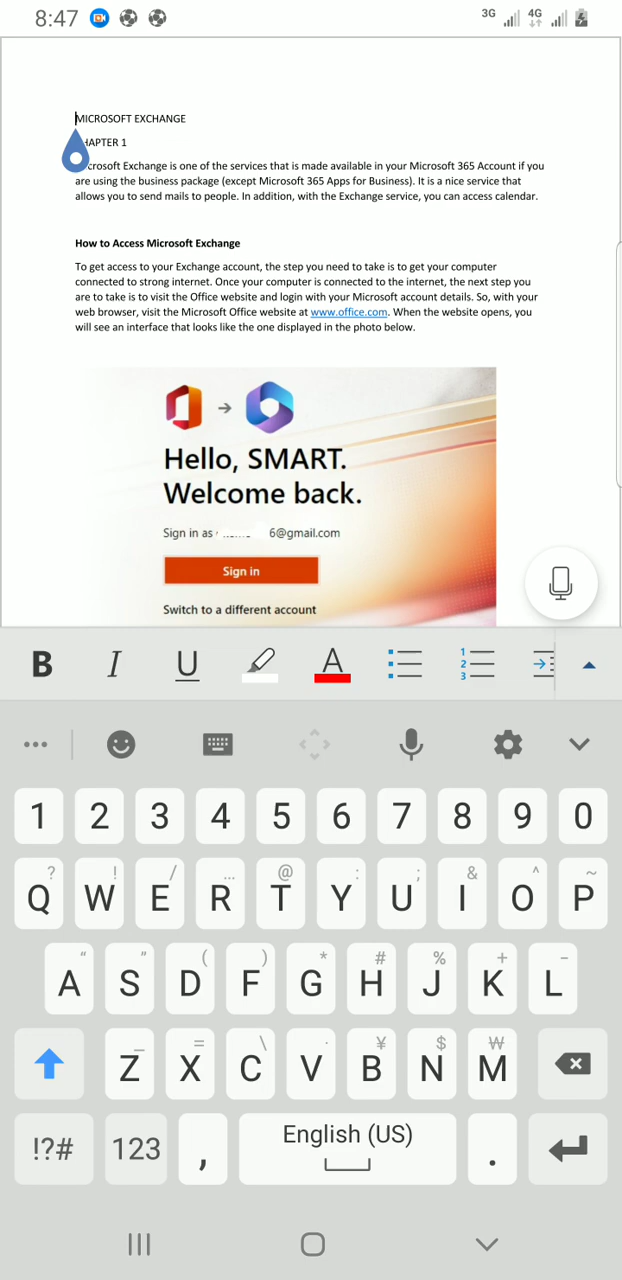 8:47
3G 4G
MICROSOFT EXCHANGE
HAPTER 1
crosoft Exchange is one of the services that is made available in your Microsoft 365 Account if you
are using the business package (except Microsoft 365 Apps for Business). It is a nice service that
allows you to send mails to people. In addition, with the Exchange service, you can access calendar.
How to Access Microsoft Exchange
To get access to your Exchange account, the step you need to take is to get your computer
connected to strong internet. Once your computer is connected to the internet, the next step you
are to take is to visit the Office website and login with your Microsoft account details. So, with your
web browser, visit the Microsoft Office website at www.office.com. When the website opens, you
will see an interface that looks like the one displayed in the photo below.
Hello, SMART.
Welcome back.
Sign in as 6@gmail.com
Sign in
Switch to a different account
B I U A 1 2 3
1 2 3 4 5 6 7 8 9 0
? ! / ... @ : ; & ^ ~
Q W E R T Y U I O P
" " ( ) * # % + -
A S D F G H J K L
_ = \ · ¥ $ ₩
Z X C V B N M
!?# 123 , English (US) .